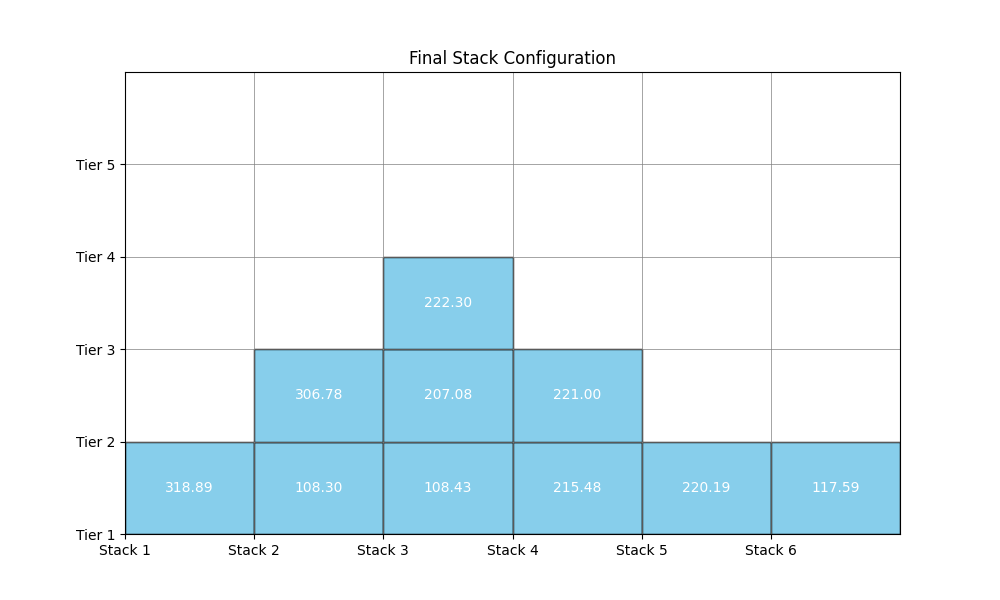 Final Stack Configuration
Tier 5
Tier 4
222.30
Tier 3
306.78 207.08 221.00
Tier 2
318.89 108.30 108.43 215.48 220.19 117.59
Tier 1
Stack 1 Stack 2 Stack 3 Stack 4 Stack 5 Stack 6